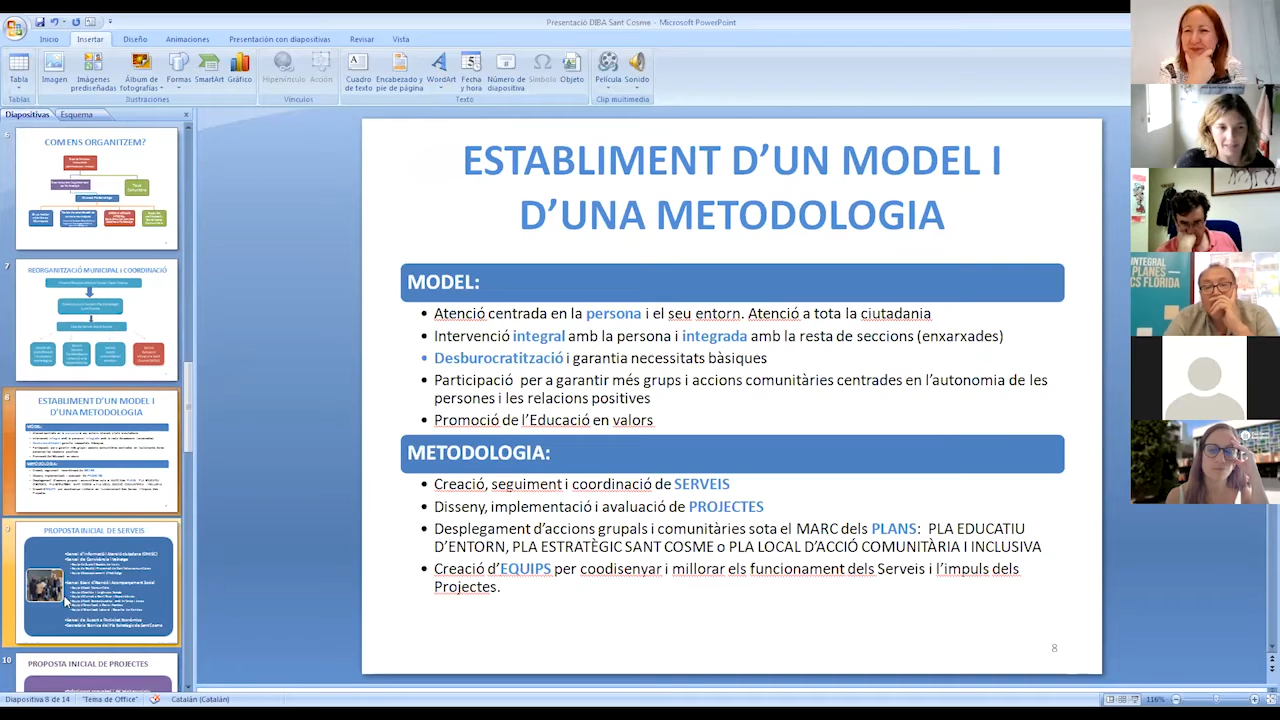 Presentació DIBA Sant Cosme - Microsoft PowerPoint
Inicio Insertar Diseño Animaciones Presentación con diapositivas Revisar Vista
Tabla
Imagen
Imágenes prediseñadas
Álbum de fotografías
Formas
SmartArt
Gráfico
Hipervínculo
Acción
Cuadro de texto
Encabezado y pie de página
WordArt
Fecha y hora
Número de diapositiva
Símbolo
Objeto
Película
Sonido
Tablas Ilustraciones Vínculos Texto Clip multimedia
Diapositivas Esquema
6
COM ENS ORGANITZEM?
7
REORGANITZACIÓ MUNICIPAL I COORDINACIÓ
8
ESTABLIMENT D'UN MODEL I
D'UNA METODOLOGIA
9
PROPOSTA INICIAL DE SERVEIS
10
PROPOSTA INICIAL DE PROJECTES
ESTABLIMENT D'UN MODEL I
D'UNA METODOLOGIA
MODEL:
• Atenció centrada en la persona i el seu entorn. Atenció a tota la ciutadania
• Intervenció integral amb la persona i integrada amb la resta de seccions (enxarxades)
• Desburocratització i garantia necessitats bàsiques
• Participació per a garantir més grups i accions comunitàries centrades en l'autonomia de les
persones i les relacions positives
• Promoció de l'Educació en valors
METODOLOGIA:
• Creació, seguiment i coordinació de SERVEIS
• Disseny, implementació i avaluació de PROJECTES
• Desplegament d'accions grupals i comunitàries sota el MARC dels PLANS: PLA EDUCATIU
D'ENTORN, PLA ESTRATÈGIC SANT COSME o PLA LOCAL D'ACCIÓ COMUNITÀRIA I INCLUSIVA
• Creació d'EQUIPS per coodisenyar i millorar els funcionament dels Serveis i l'impuls dels
Projectes.
8
INTEGRAL
PLANES
CS FLORIDA
Diapositiva 8 de 14 "Tema de Office" Catalán (Catalán) 116%